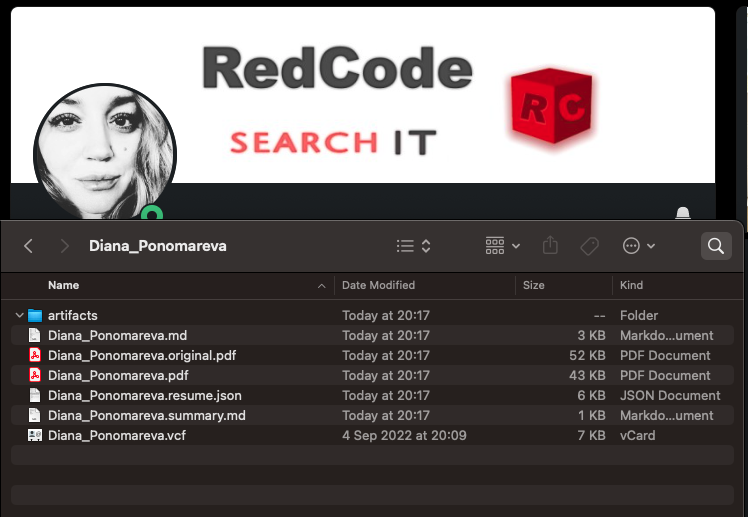 RedCode
SEARCH IT
R C
Diana_Ponomareva
Name Date Modified Size Kind
artifacts Today at 20:17 -- Folder
Diana_Ponomareva.md Today at 20:17 3 KB Markdo...ument
Diana_Ponomareva.original.pdf Today at 20:17 52 KB PDF Document
Diana_Ponomareva.pdf Today at 20:17 43 KB PDF Document
Diana_Ponomareva.resume.json Today at 20:17 6 KB JSON Document
Diana_Ponomareva.summary.md Today at 20:17 1 KB Markdo...ument
Diana_Ponomareva.vcf 4 Sep 2022 at 20:09 7 KB vCard